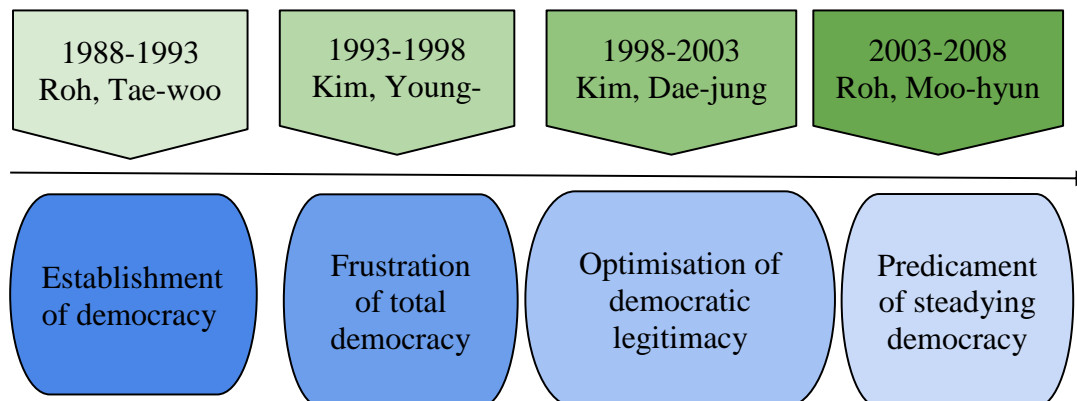 1988-1993
Roh, Tae-woo
1993-1998
Kim, Young-
1998-2003
Kim, Dae-jung
2003-2008
Roh, Moo-hyun
Establishment
of democracy
Frustration
of total
democracy
Optimisation of
democratic
legitimacy
Predicament
of steadying
democracy